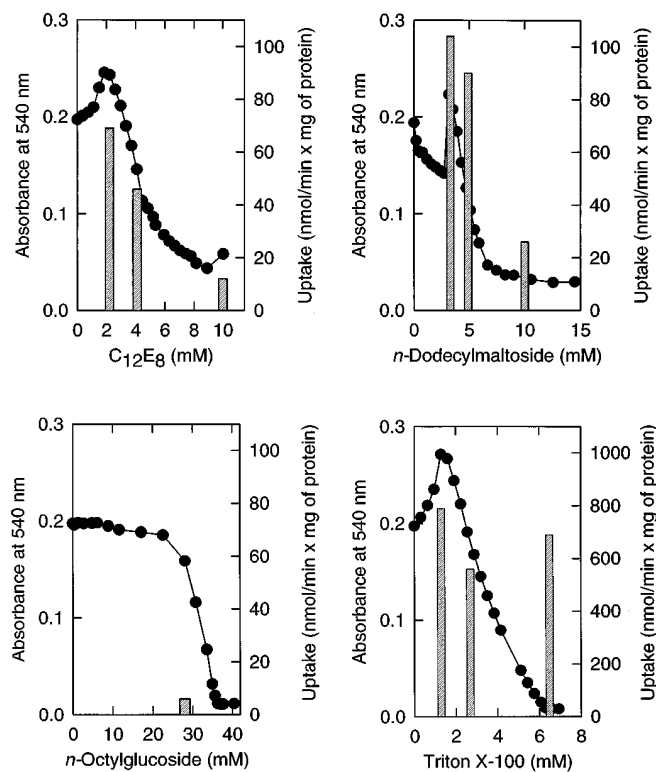 0.3
0.2
0.1
0.0
Absorbance at 540 nm
100
80
60
40
20
0
Uptake (nmol/min x mg of protein)
0 2 4 6 8 10
C12E8 (mM)
0.3
0.2
0.1
0.0
Absorbance at 540 nm
100
80
60
40
20
0
Uptake (nmol/min x mg of protein)
0 5 10 15
n-Dodecylmaltoside (mM)
0.3
0.2
0.1
0.0
Absorbance at 540 nm
100
80
60
40
20
0
Uptake (nmol/min x mg of protein)
0 10 20 30 40
n-Octylglucoside (mM)
0.3
0.2
0.1
0.0
Absorbance at 540 nm
1000
800
600
400
200
0
Uptake (nmol/min x mg of protein)
0 2 4 6 8
Triton X-100 (mM)